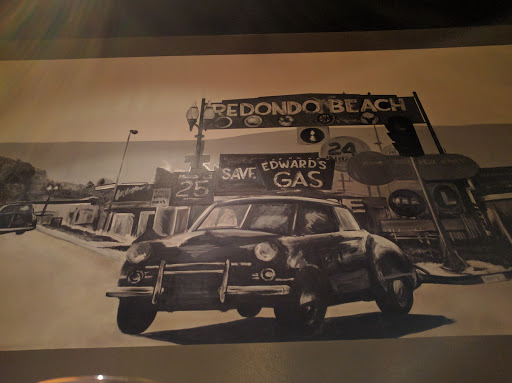 REDONDO BEACH
24
25
SAVE EDWARD'S
GAS
L